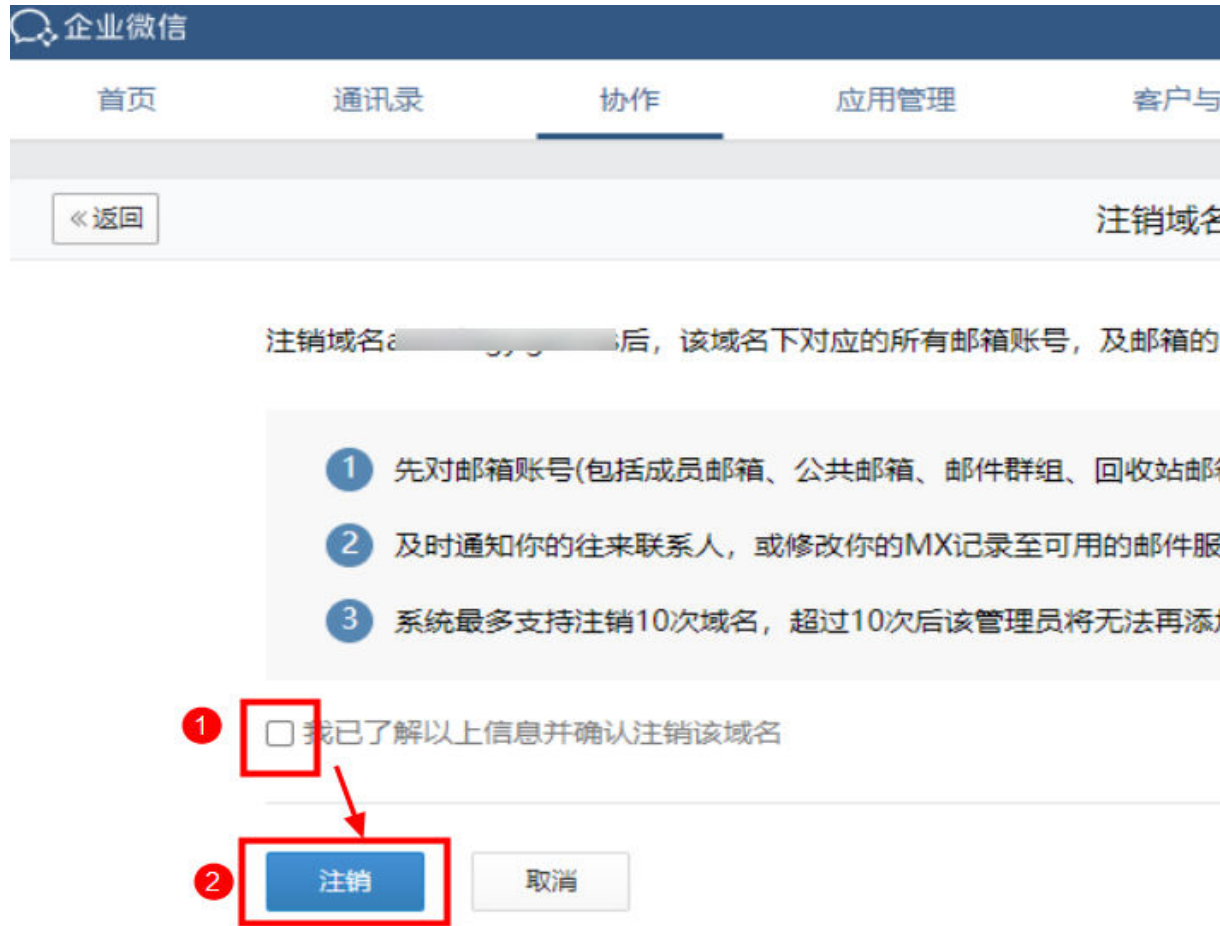 企业微信
首页 通讯录 协作 应用管理 客户与
«返回 注销域名
注销域名 后，该域名下对应的所有邮箱账号，及邮箱的
1 先对邮箱账号(包括成员邮箱、公共邮箱、邮件群组、回收站邮箱
2 及时通知你的往来联系人，或修改你的MX记录至可用的邮件服
3 系统最多支持注销10次域名，超过10次后该管理员将无法再添加
1 我已了解以上信息并确认注销该域名
2 注销 取消